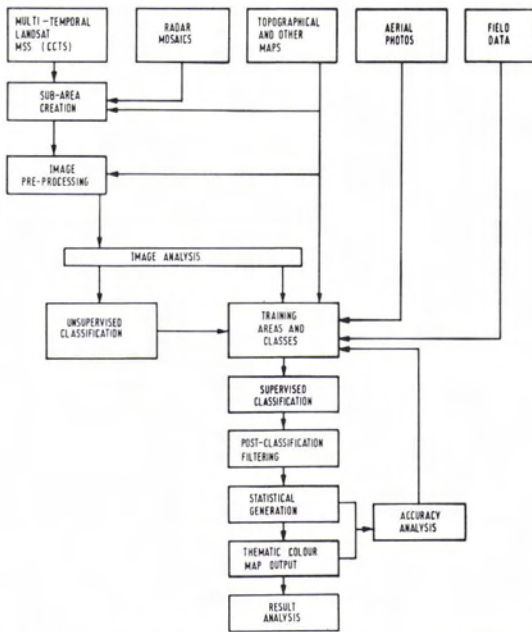 MULTI-TEMPORAL
LANDSAT
MSS (CCTS)
RADAR
MOSAICS
TOPOGRAPHICAL
AND OTHER
MAPS
AERIAL
PHOTOS
FIELD
DATA
SUB-AREA
CREATION
IMAGE
PRE-PROCESSING
IMAGE ANALYSIS
UNSUPERVISED
CLASSIFICATION
TRAINING
AREAS AND
CLASSES
SUPERVISED
CLASSIFICATION
POST-CLASSIFICATION
FILTERING
STATISTICAL
GENERATION
ACCURACY
ANALYSIS
THEMATIC COLOUR
MAP OUTPUT
RESULT
ANALYSIS